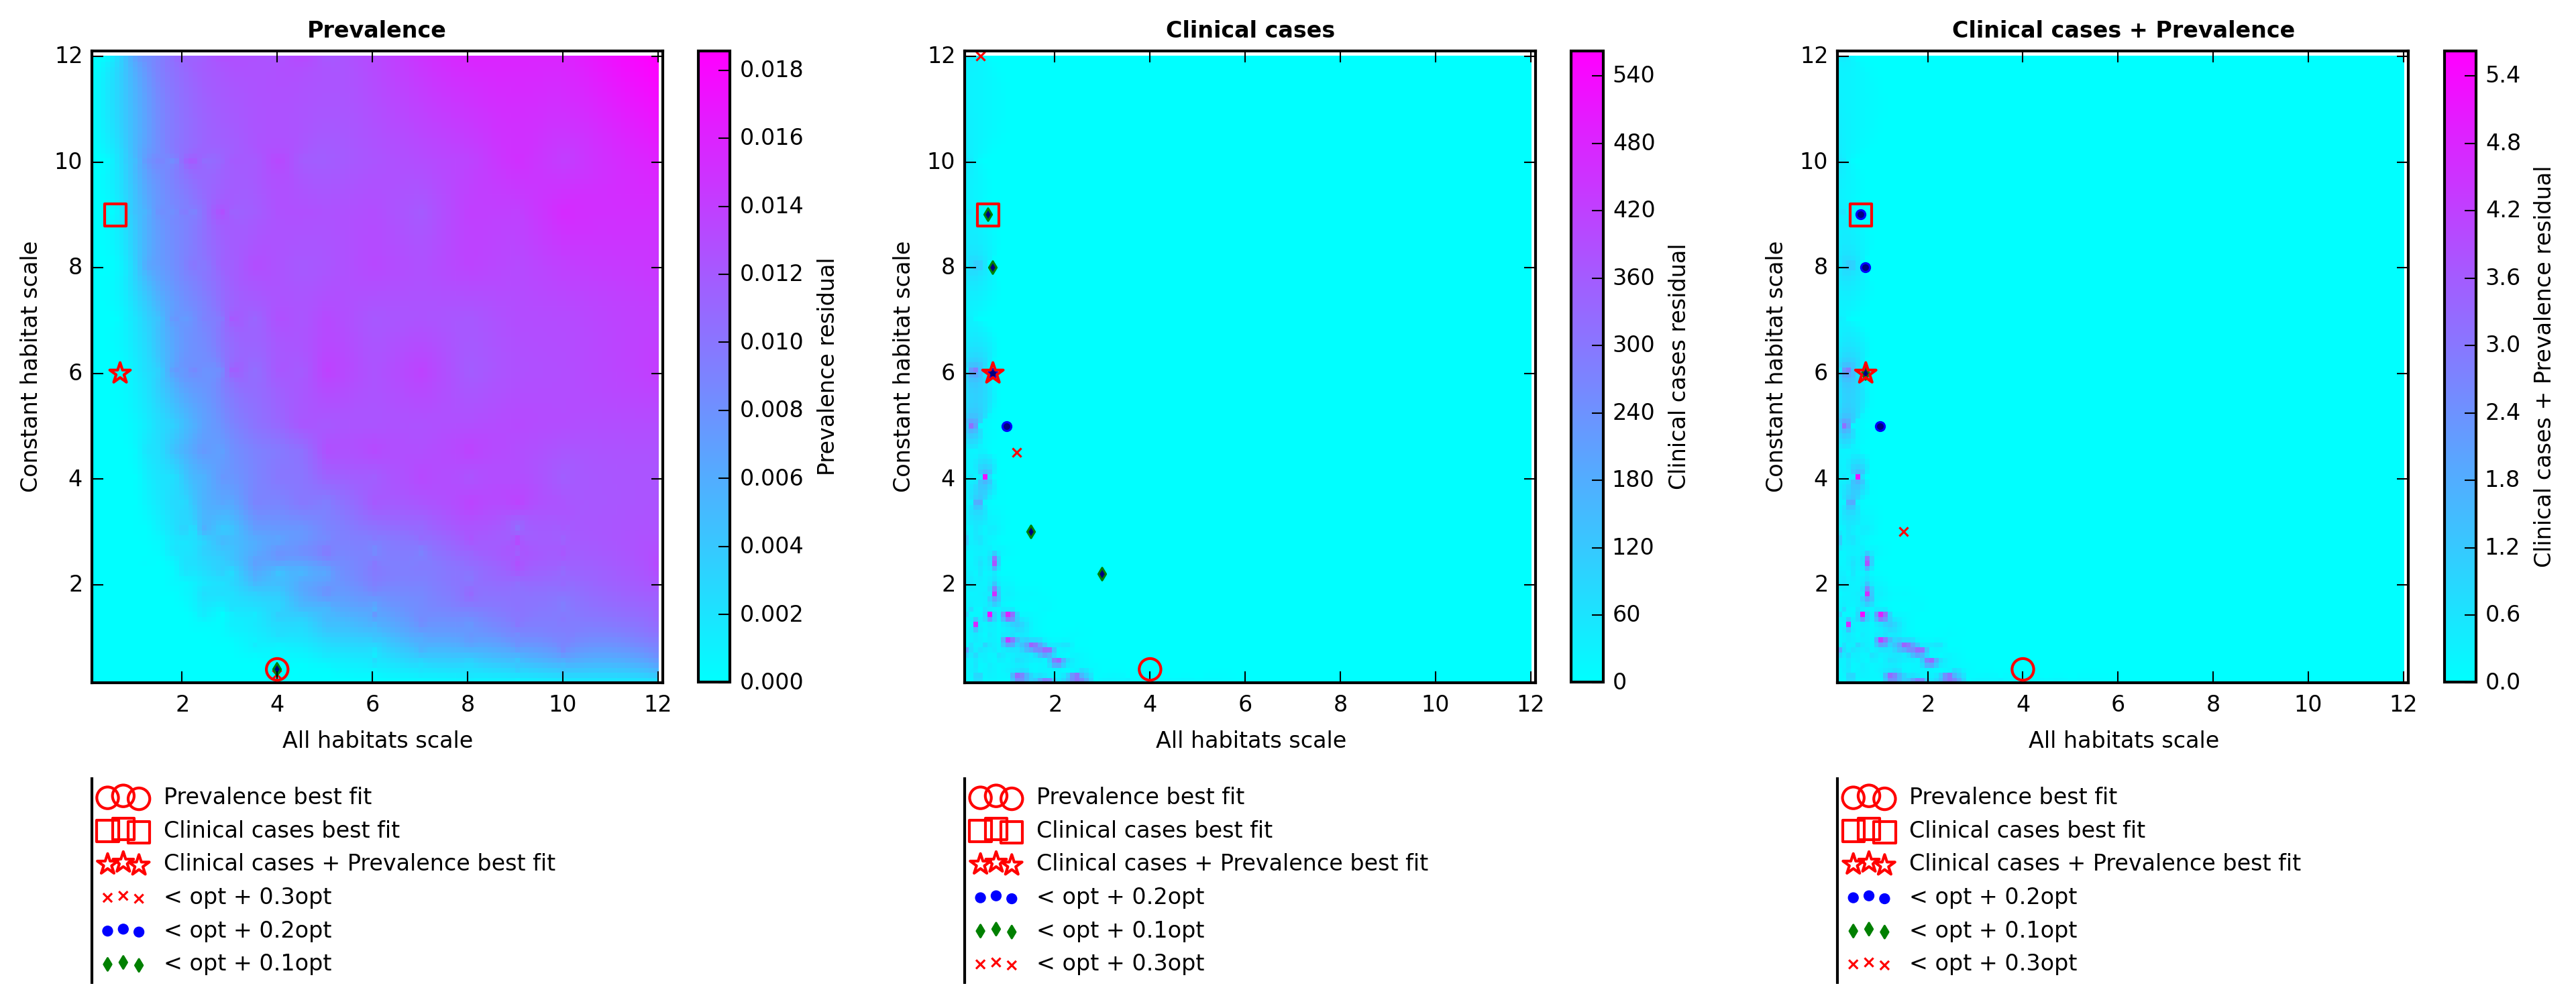 Prevalence
12
10
8
6
4
2
2 4 6 8 10 12
Constant habitat scale
All habitats scale
0.018
0.016
0.014
0.012
0.010
0.008
0.006
0.004
0.002
0.000
Prevalence residual
Prevalence best fit
Clinical cases best fit
Clinical cases + Prevalence best fit
< opt + 0.3opt
< opt + 0.2opt
< opt + 0.1opt
Clinical cases
12
10
8
6
4
2
2 4 6 8 10 12
Constant habitat scale
All habitats scale
540
480
420
360
300
240
180
120
60
0
Clinical cases residual
Prevalence best fit
Clinical cases best fit
Clinical cases + Prevalence best fit
< opt + 0.2opt
< opt + 0.1opt
< opt + 0.3opt
Clinical cases + Prevalence
12
10
8
6
4
2
2 4 6 8 10 12
Constant habitat scale
All habitats scale
5.4
4.8
4.2
3.6
3.0
2.4
1.8
1.2
0.6
0.0
Clinical cases + Prevalence residual
Prevalence best fit
Clinical cases best fit
Clinical cases + Prevalence best fit
< opt + 0.2opt
< opt + 0.1opt
< opt + 0.3opt